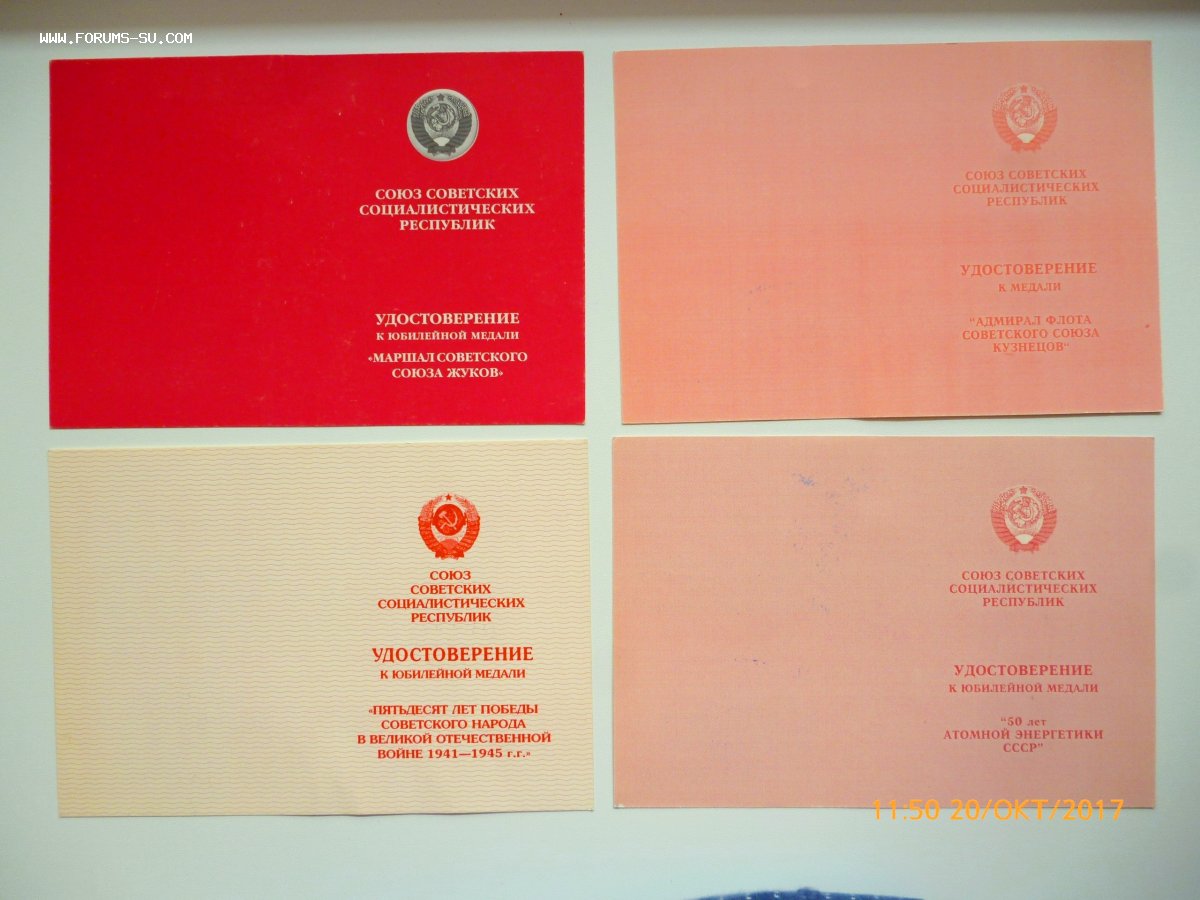 WWW.FORUMS-SU.COM
СОЮЗ СОВЕТСКИХ
СОЦИАЛИСТИЧЕСКИХ
РЕСПУБЛИК
УДОСТОВЕРЕНИЕ
К ЮБИЛЕЙНОЙ МЕДАЛИ
«МАРШАЛ СОВЕТСКОГО
СОЮЗА ЖУКОВ»
СОЮЗ СОВЕТСКИХ
СОЦИАЛИСТИЧЕСКИХ
РЕСПУБЛИК
УДОСТОВЕРЕНИЕ
К МЕДАЛИ
"АДМИРАЛ ФЛОТА
СОВЕТСКОГО СОЮЗА
КУЗНЕЦОВ"
СОЮЗ
СОВЕТСКИХ
СОЦИАЛИСТИЧЕСКИХ
РЕСПУБЛИК
УДОСТОВЕРЕНИЕ
К ЮБИЛЕЙНОЙ МЕДАЛИ
«ПЯТЬДЕСЯТ ЛЕТ ПОБЕДЫ
СОВЕТСКОГО НАРОДА
В ВЕЛИКОЙ ОТЕЧЕСТВЕННОЙ
ВОЙНЕ 1941—1945 г.г.»
СОЮЗ СОВЕТСКИХ
СОЦИАЛИСТИЧЕСКИХ
РЕСПУБЛИК
УДОСТОВЕРЕНИЕ
К ЮБИЛЕЙНОЙ МЕДАЛИ
"50 лет
АТОМНОЙ ЭНЕРГЕТИКИ
СССР"
11:50 20/ОКТ/2017